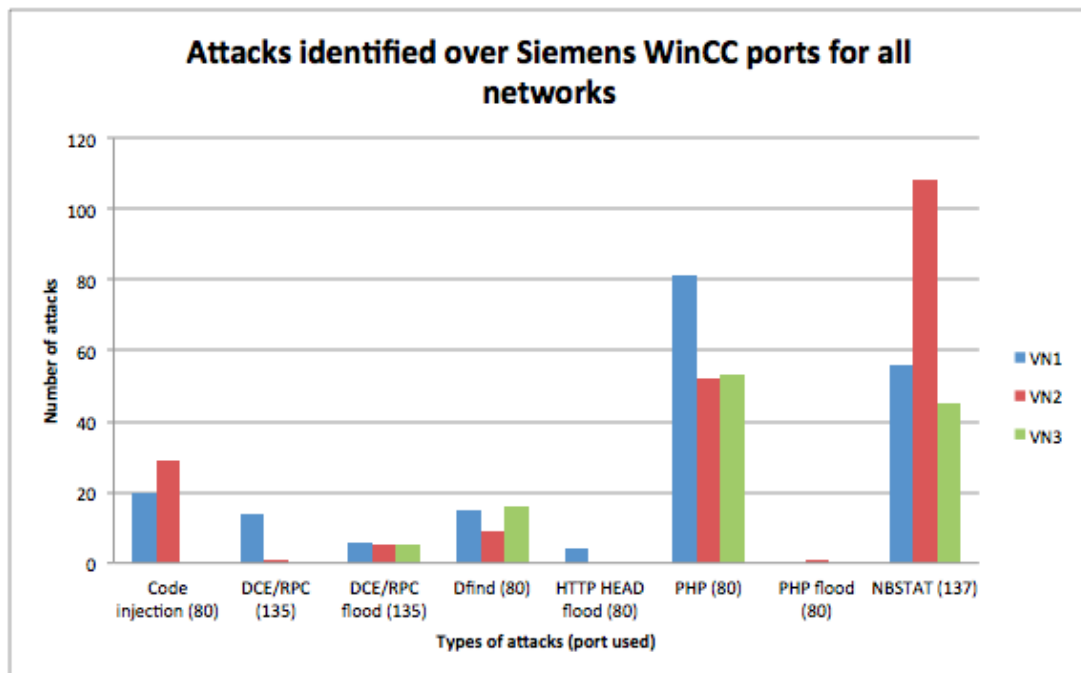 Attacks identified over Siemens WinCC ports for all
networks
120
100
80
60
40
20
0
Number of attacks
Code
injection (80)
DCE/RPC
(135)
DCE/RPC
flood (135)
Dfind (80)
HTTP HEAD
flood (80)
PHP (80)
PHP flood
(80)
NBSTAT (137)
Types of attacks (port used)
VN1
VN2
VN3